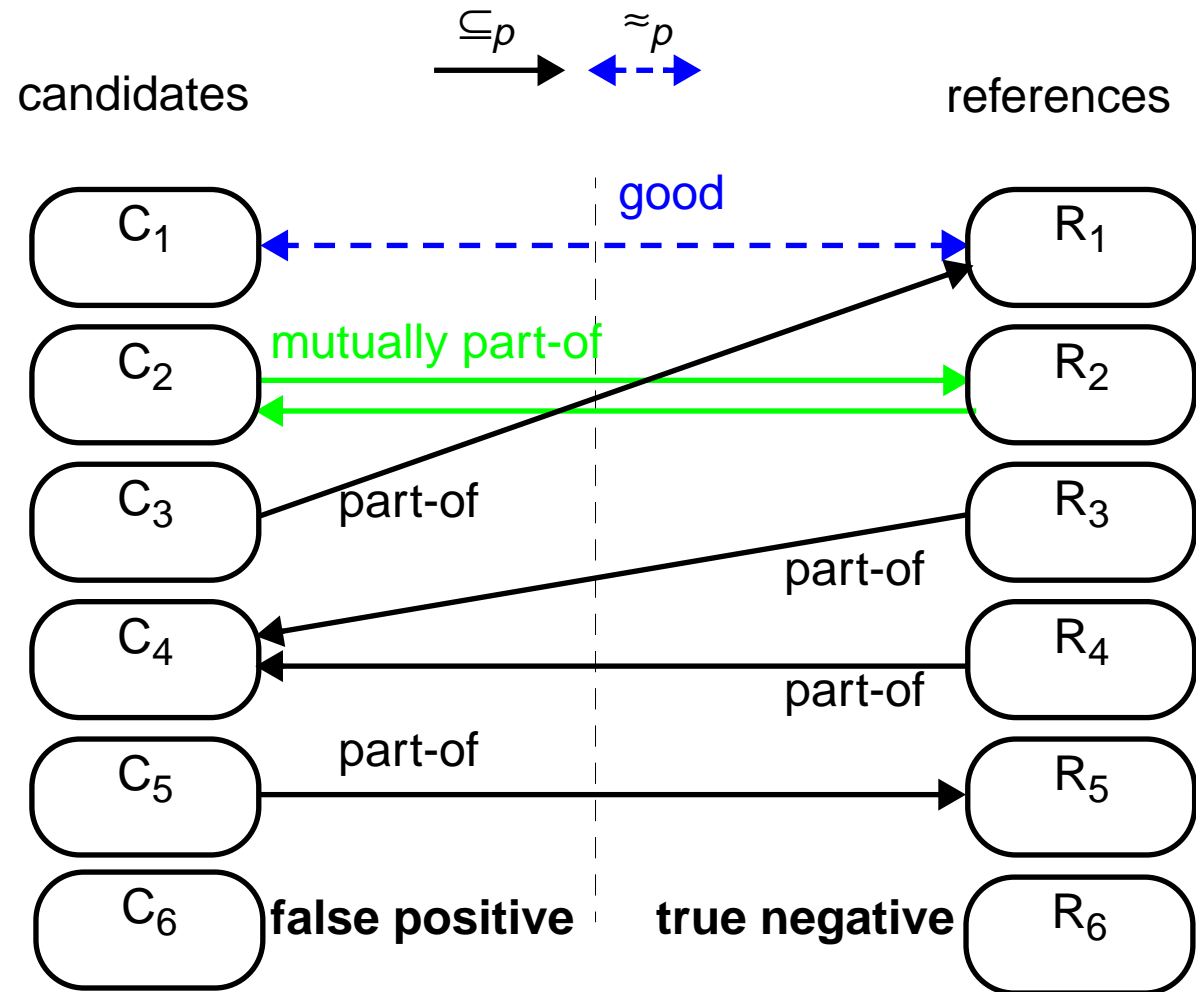 ⊆p ≈p
candidates references
C1 good R1
C2 mutually part-of R2
C3 part-of R3
part-of
C4 R4
part-of
part-of
C5 R5
C6 false positive true negative R6